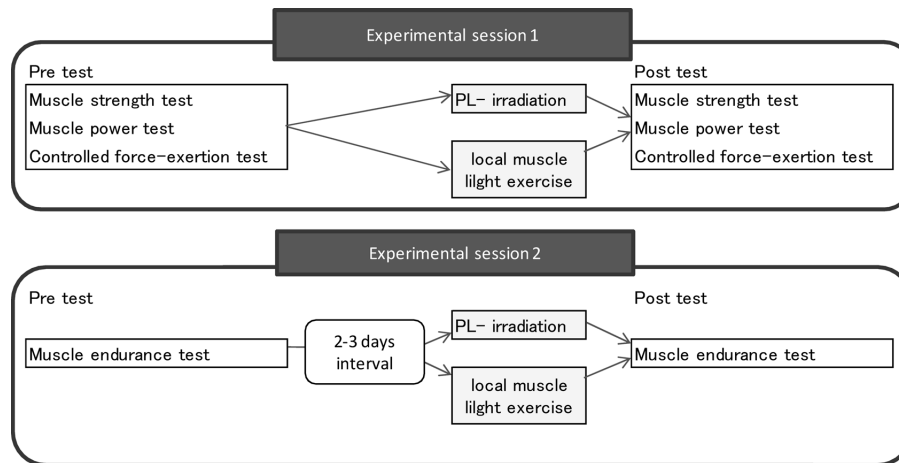 Experimental session 1
Pre test
Muscle strength test
Muscle power test
Controlled force-exertion test
PL- irradiation
local muscle
lilght exercise
Post test
Muscle strength test
Muscle power test
Controlled force-exertion test
Experimental session 2
Pre test
Muscle endurance test
2-3 days
interval
PL- irradiation
local muscle
lilght exercise
Post test
Muscle endurance test